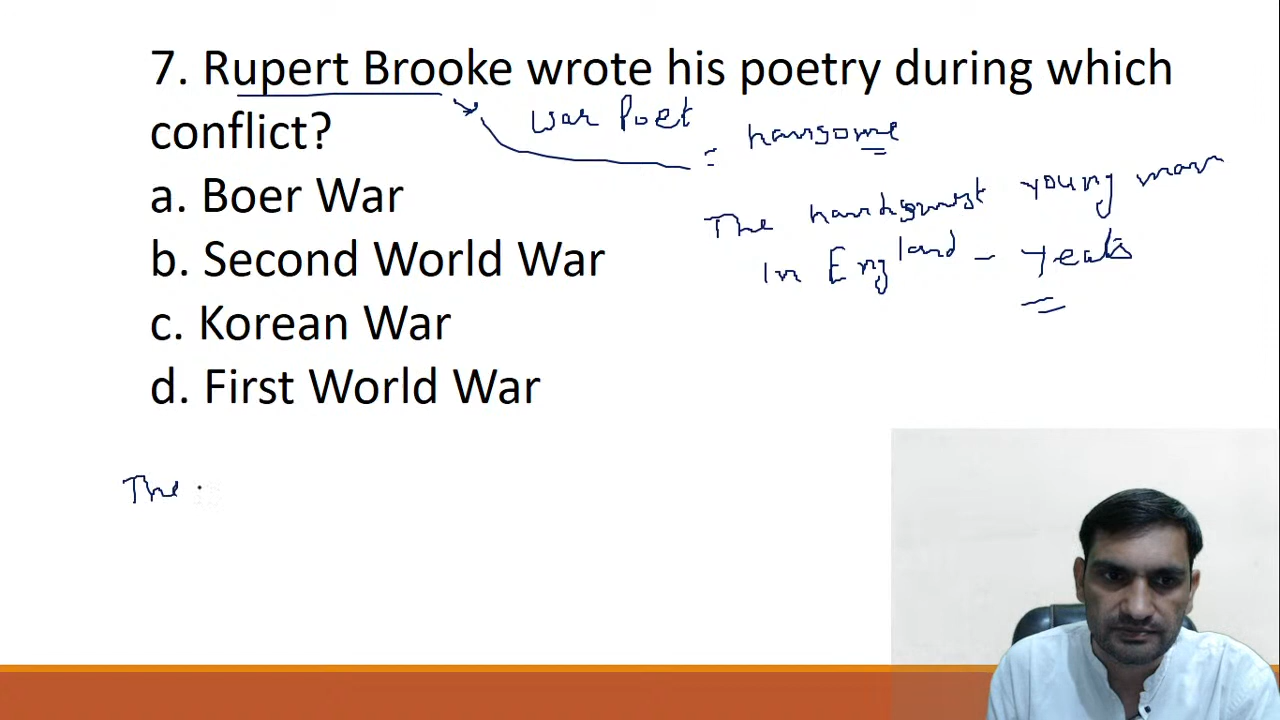 7. Rupert Brooke wrote his poetry during which
conflict?
War Poet
= hansome
a. Boer War
The handsomest young man
b. Second World War
In England - Yeats
c. Korean War
d. First World War
The